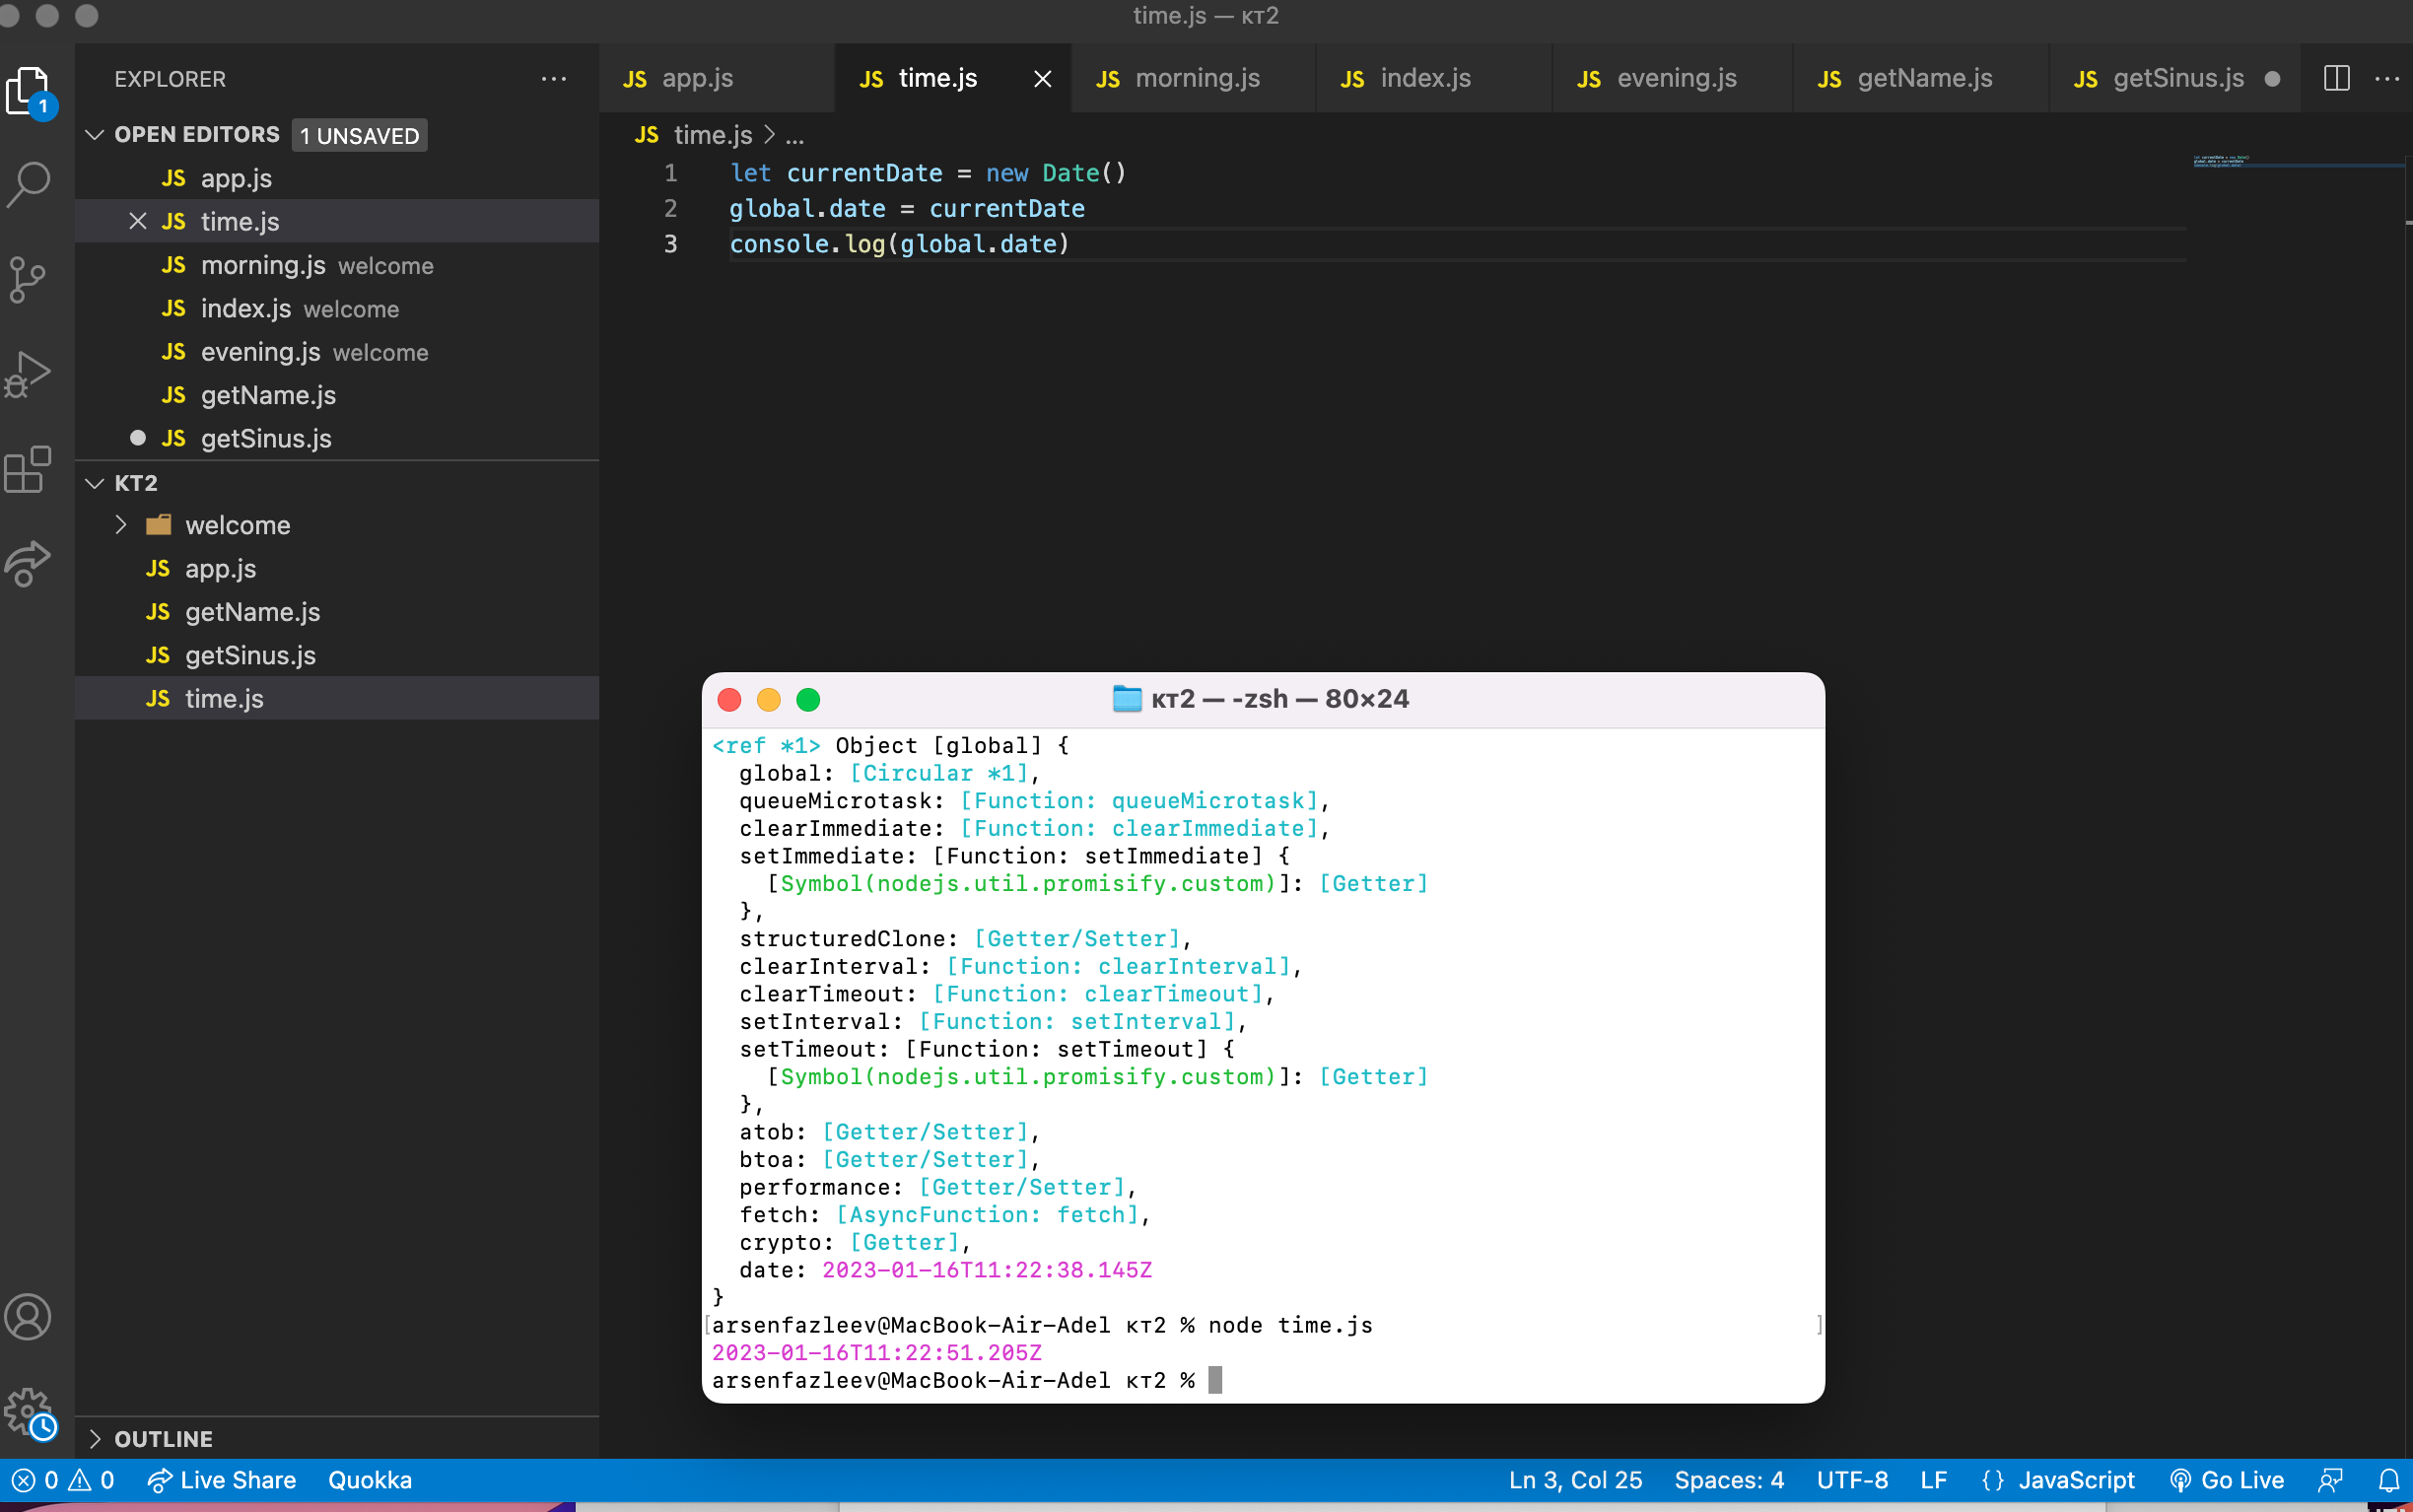 time.js — кт2
EXPLORER
JS app.js
JS time.js
JS morning.js
JS index.js
JS evening.js
JS getName.js
JS getSinus.js
1
OPEN EDITORS 1 UNSAVED
JS app.js
JS time.js
JS morning.js welcome
JS index.js welcome
JS evening.js welcome
JS getName.js
JS getSinus.js
КТ2
welcome
JS app.js
JS getName.js
JS getSinus.js
JS time.js
OUTLINE
JS time.js > ...
1 let currentDate = new Date()
2 global.date = currentDate
3 console.log(global.date)
кт2 — -zsh — 80×24
<ref *1> Object [global] {
  global: [Circular *1],
  queueMicrotask: [Function: queueMicrotask],
  clearImmediate: [Function: clearImmediate],
  setImmediate: [Function: setImmediate] {
    [Symbol(nodejs.util.promisify.custom)]: [Getter]
  },
  structuredClone: [Getter/Setter],
  clearInterval: [Function: clearInterval],
  clearTimeout: [Function: clearTimeout],
  setInterval: [Function: setInterval],
  setTimeout: [Function: setTimeout] {
    [Symbol(nodejs.util.promisify.custom)]: [Getter]
  },
  atob: [Getter/Setter],
  btoa: [Getter/Setter],
  performance: [Getter/Setter],
  fetch: [AsyncFunction: fetch],
  crypto: [Getter],
  date: 2023-01-16T11:22:38.145Z
}
[arsenfazleev@MacBook-Air-Adel кт2 % node time.js ]
2023-01-16T11:22:51.205Z
arsenfazleev@MacBook-Air-Adel кт2 %
0 0 Live Share Quokka Ln 3, Col 25 Spaces: 4 UTF-8 LF {} JavaScript Go Live